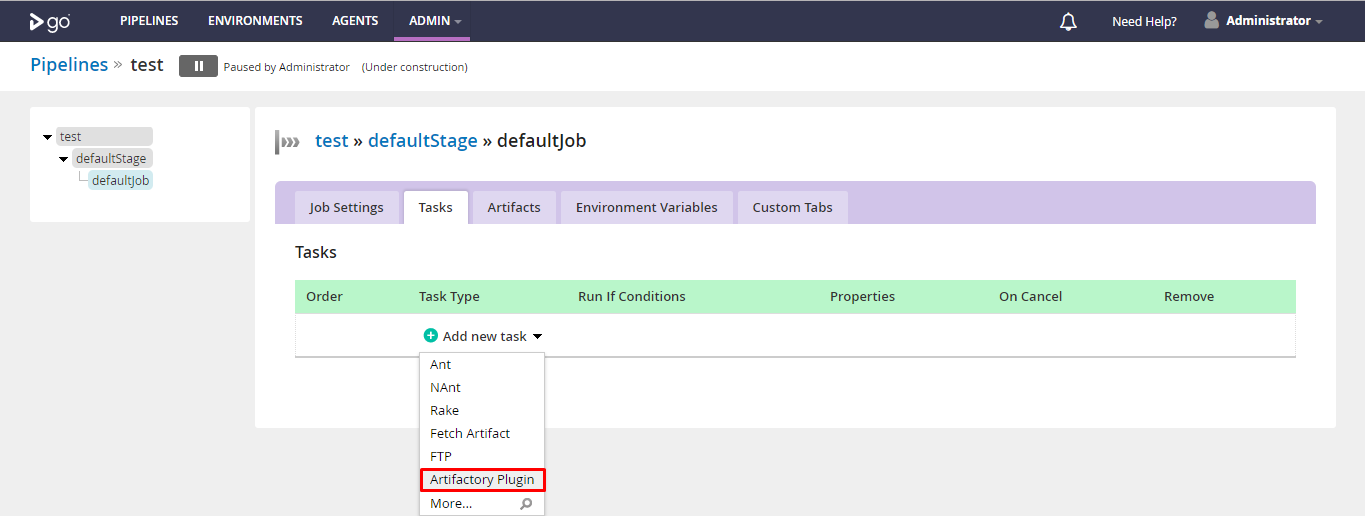 go PIPELINES ENVIRONMENTS AGENTS ADMIN Need Help? Administrator
Pipelines » test Paused by Administrator (Under construction)
test
defaultStage
defaultJob
test » defaultStage » defaultJob
Job Settings Tasks Artifacts Environment Variables Custom Tabs
Tasks
Order Task Type Run If Conditions Properties On Cancel Remove
Add new task
Ant
NAnt
Rake
Fetch Artifact
FTP
Artifactory Plugin
More...